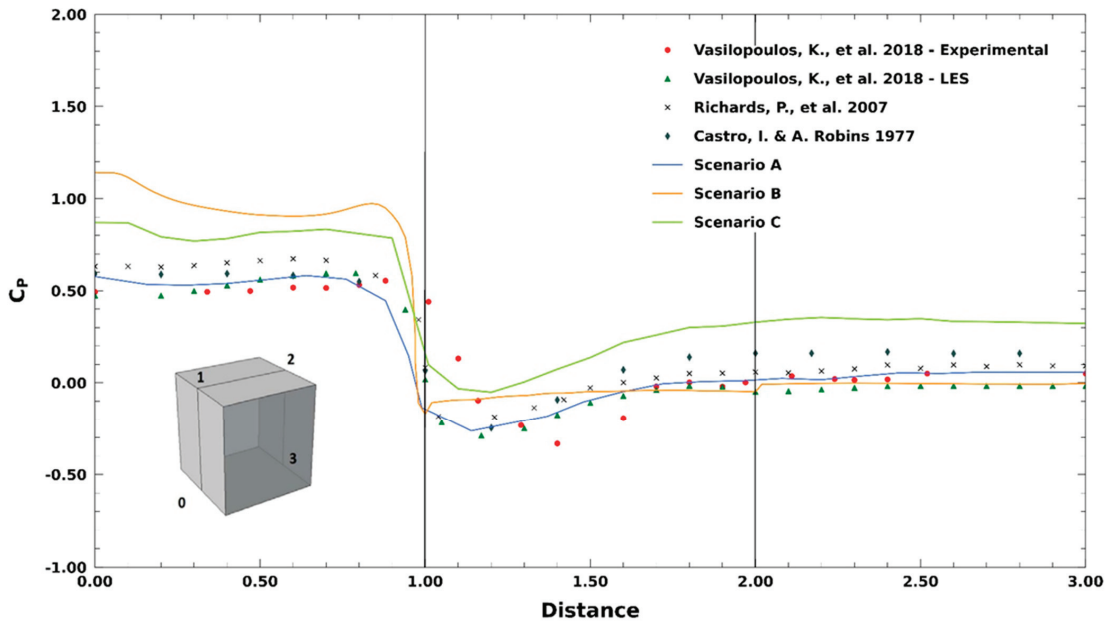 2.00
Vasilopoulos, K., et al. 2018 - Experimental
Vasilopoulos, K., et al. 2018 - LES
1.50
Richards, P., et al. 2007
Castro, I. & A. Robins 1977
Scenario A
Scenario B
1.00
Scenario C
0.50
CP
0.00
2
1
-0.50
3
0
-1.00
0.00 0.50 1.00 1.50 2.00 2.50 3.00
Distance